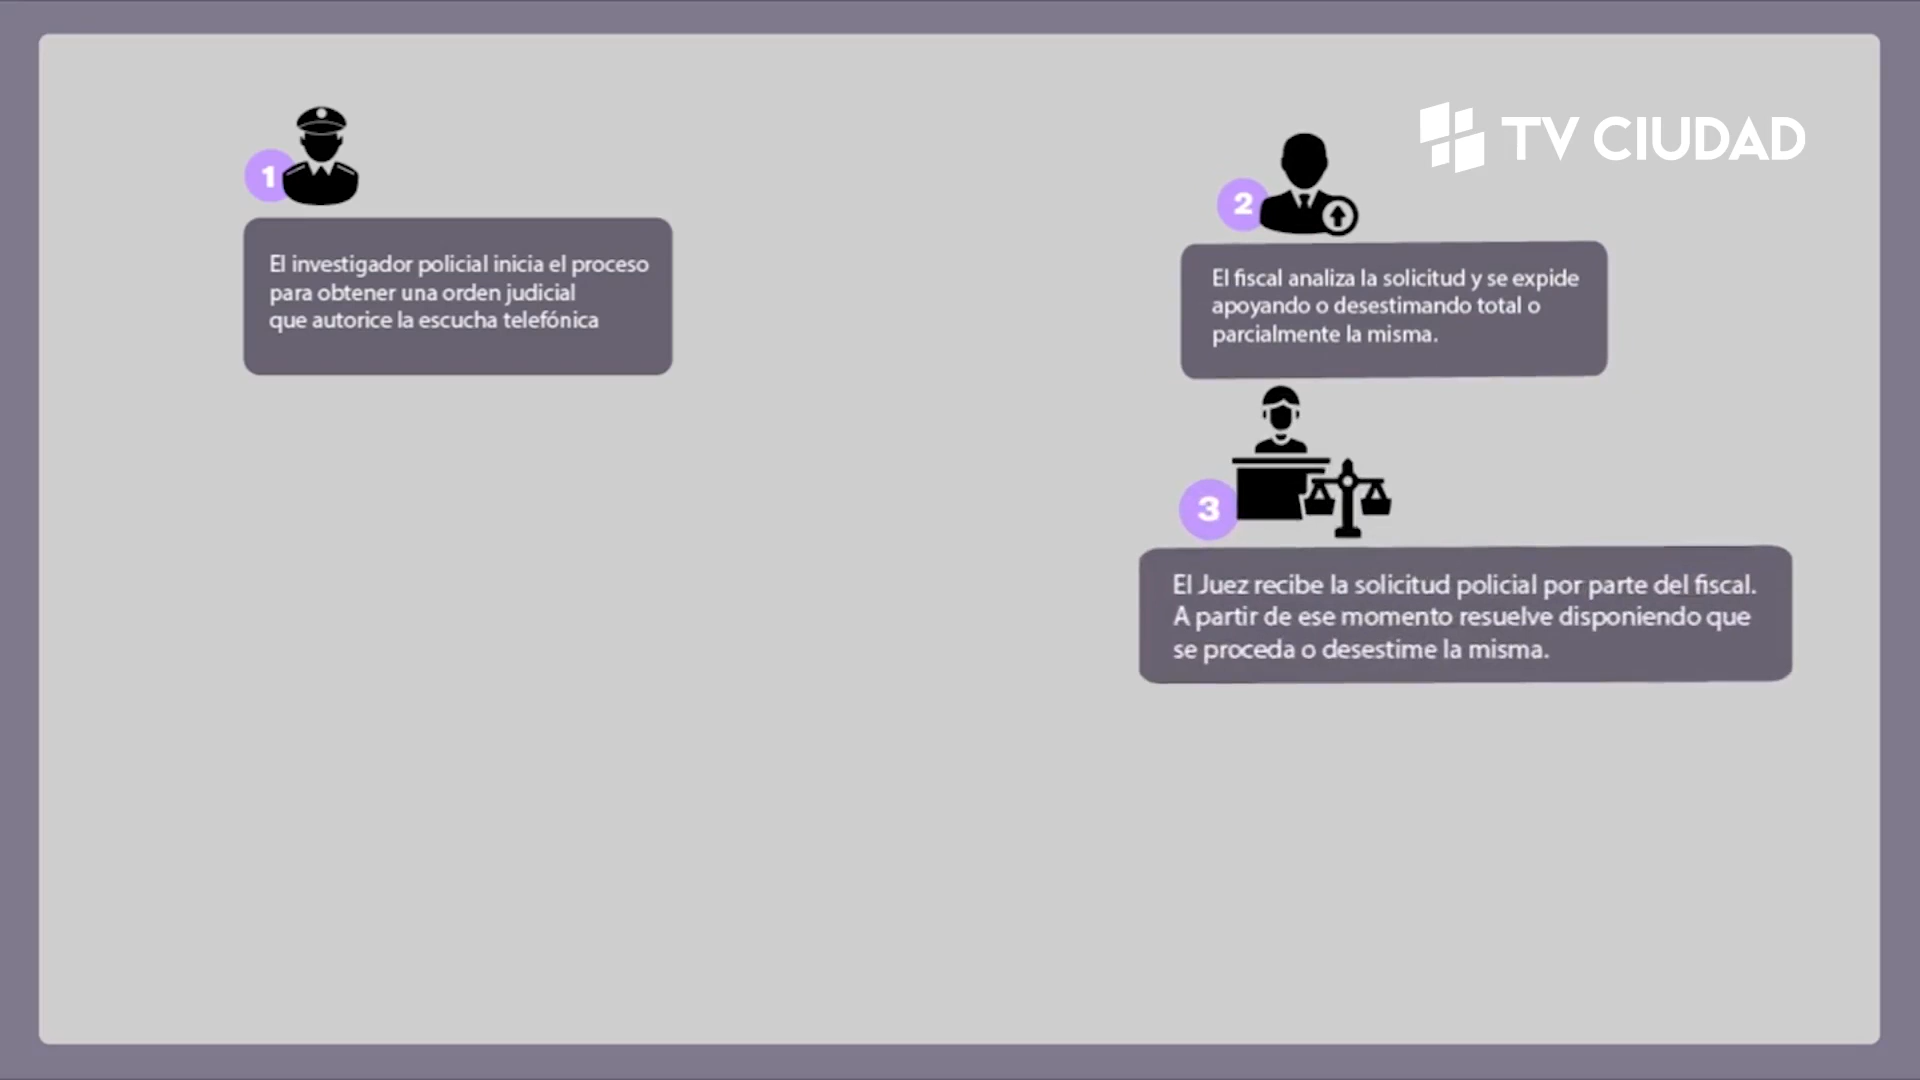 TV CIUDAD
1
El investigador policial inicia el proceso
para obtener una orden judicial
que autorice la escucha telefónica
2
El fiscal analiza la solicitud y se expide
apoyando o desestimando total o
parcialmente la misma.
3
El Juez recibe la solicitud policial por parte del fiscal.
A partir de ese momento resuelve disponiendo que
se proceda o desestime la misma.